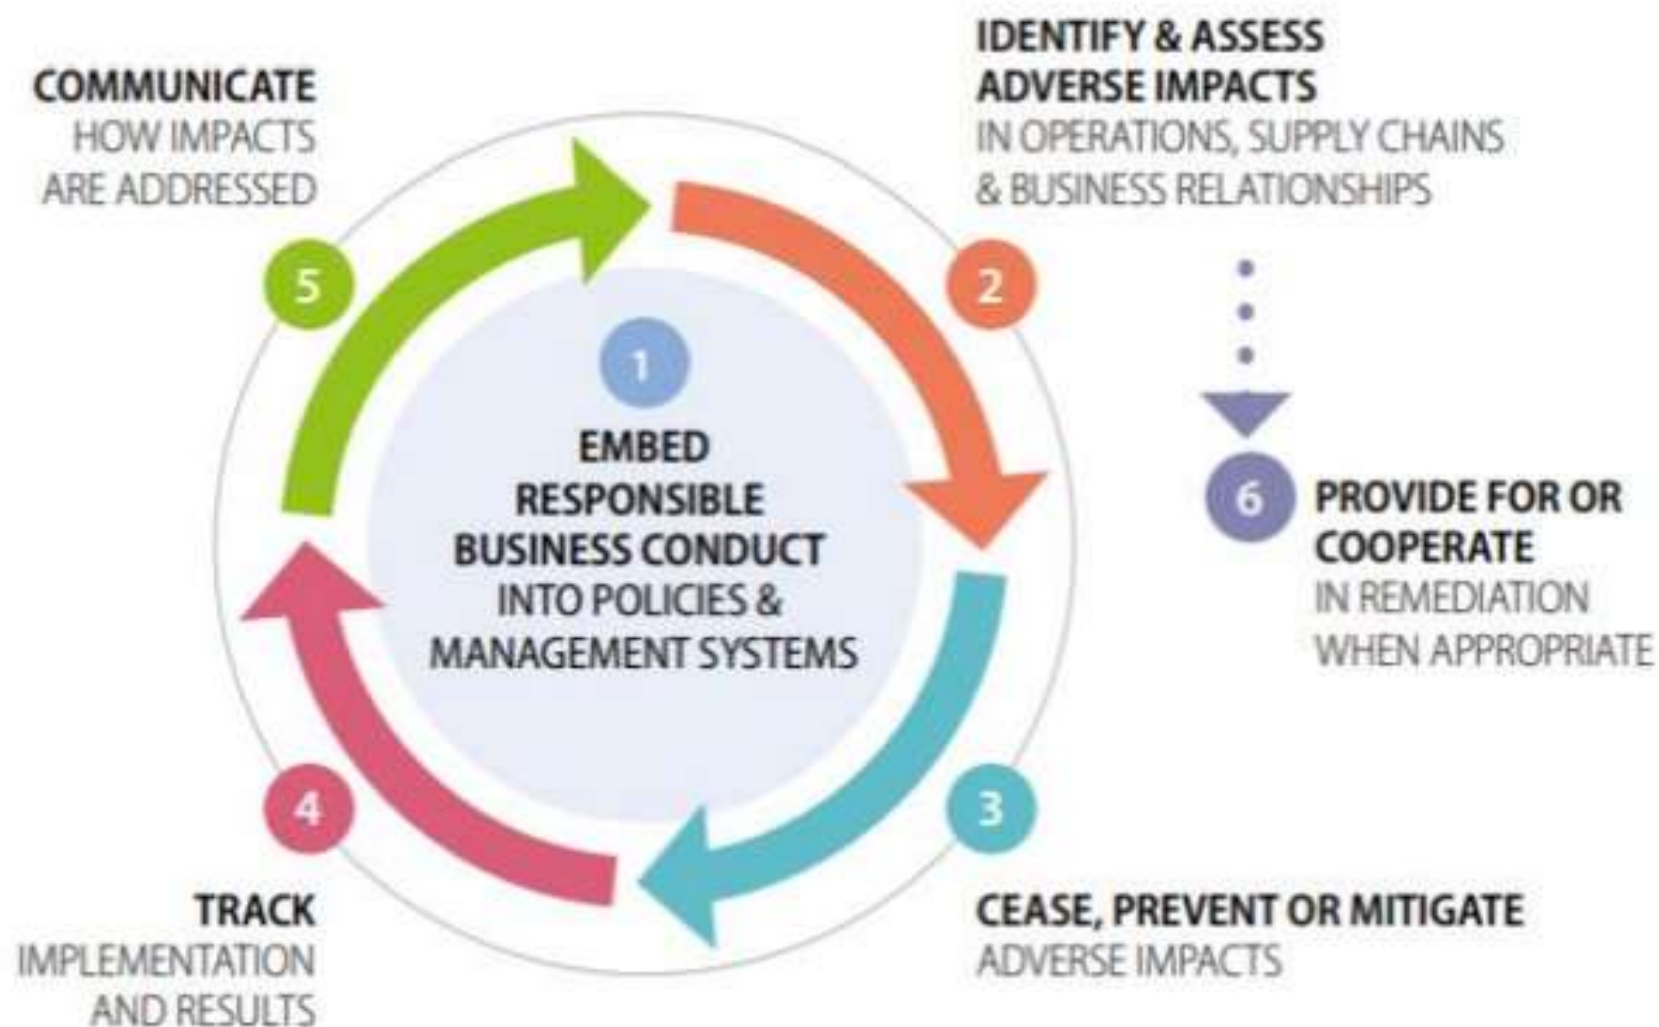 1
EMBED
RESPONSIBLE
BUSINESS CONDUCT
INTO POLICIES &
MANAGEMENT SYSTEMS
IDENTIFY & ASSESS
ADVERSE IMPACTS
IN OPERATIONS, SUPPLY CHAINS
& BUSINESS RELATIONSHIPS
2
3
CEASE, PREVENT OR MITIGATE
ADVERSE IMPACTS
4
TRACK
IMPLEMENTATION
AND RESULTS
COMMUNICATE
HOW IMPACTS
ARE ADDRESSED
5
6
PROVIDE FOR OR
COOPERATE
IN REMEDIATION
WHEN APPROPRIATE